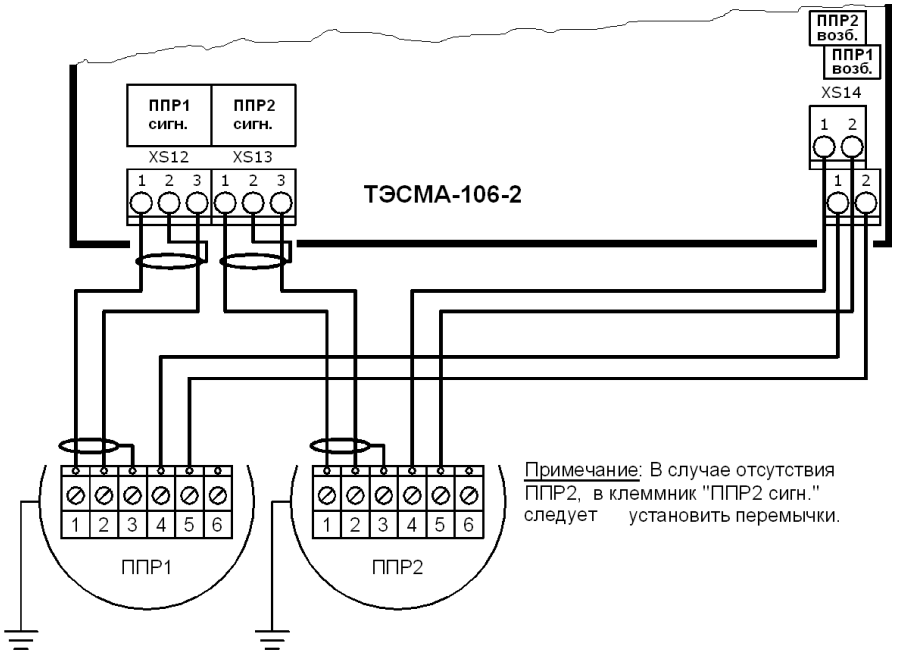 ППР2
возб.
ППР1
возб.
XS14
1 2
1 2
ППР1
сигн.
ППР2
сигн.
XS12 XS13
1 2 3 1 2 3
ТЭСМА-106-2
1 2 3 4 5 6
ППР1
1 2 3 4 5 6
ППР2
Примечание: В случае отсутствия
ППР2, в клеммник "ППР2 сигн."
следует установить перемычки.